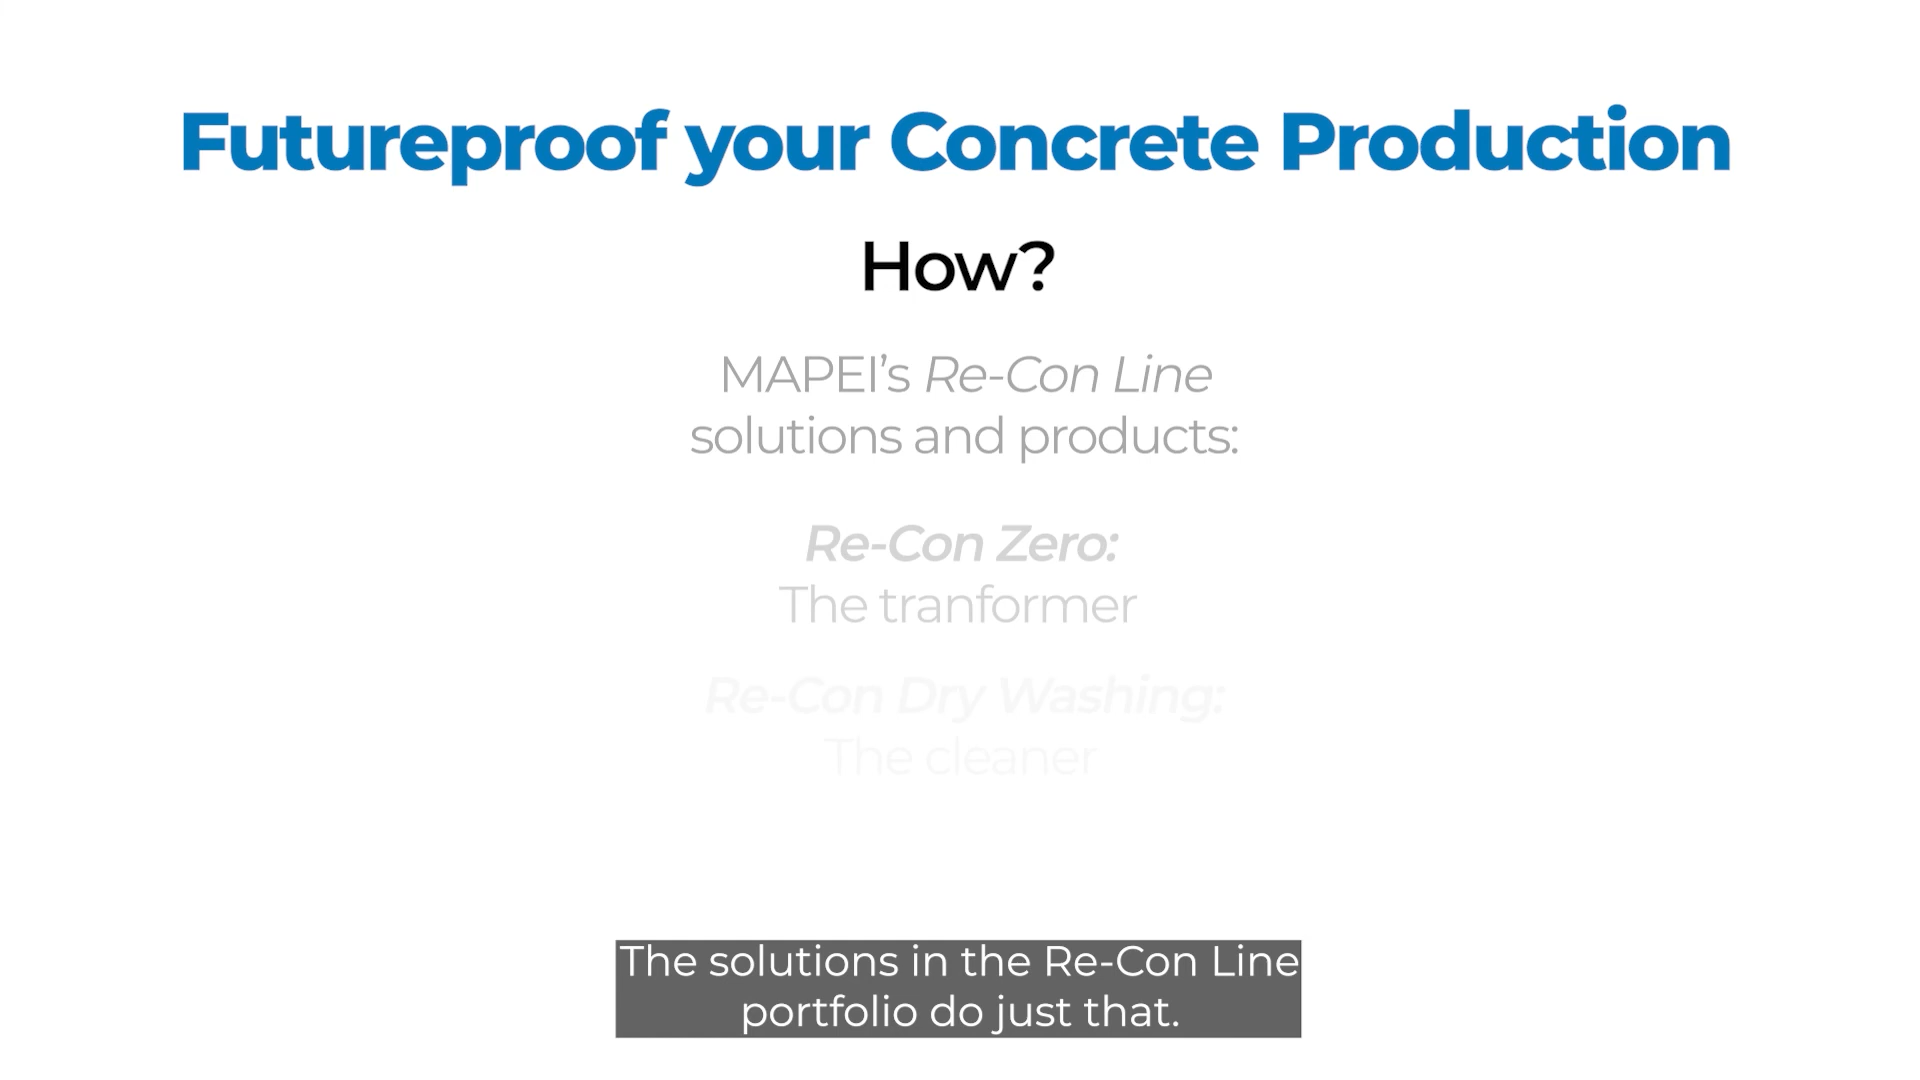 Futureproof your Concrete Production
How?
MAPEI’s Re-Con Line
solutions and products:
Re-Con Zero:
The tranformer
Re-Con Dry Washing:
The cleaner
The solutions in the Re-Con Line
portfolio do just that.